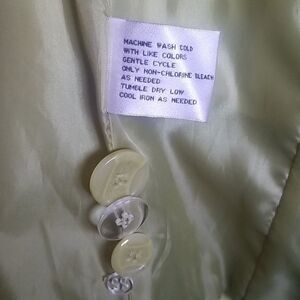 MACHINE WASH COLD
WITH LIKE COLORS
GENTLE CYCLE
ONLY NON-CHLORINE BLEACH
AS NEEDED
TUMBLE DRY LOW
COOL IRON AS NEEDED